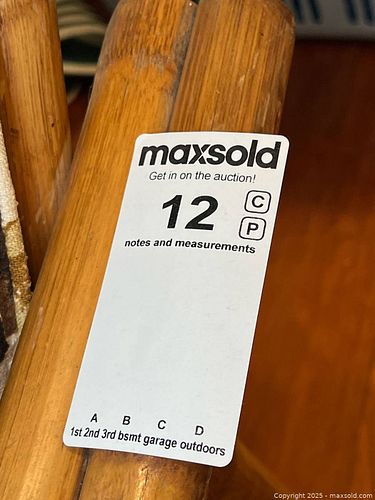 maxsold
Get in on the auction!
12 C
P
notes and measurements
A B C D
1st 2nd 3rd bsmt garage outdoors
Copyright 2025 - maxsold.com